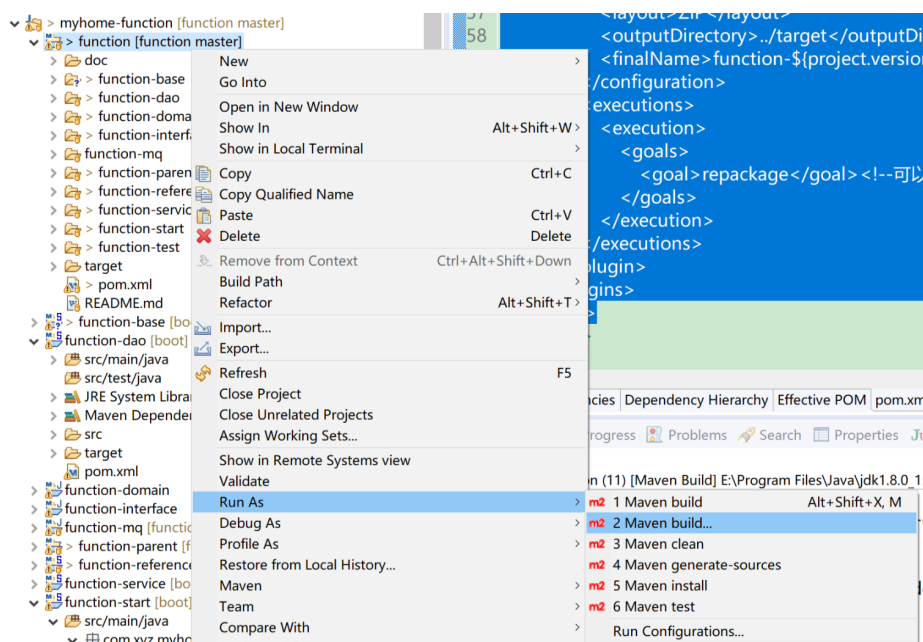 myhome-function [function master]
> function [function master]
doc
> function-base
> function-dao
> function-doma
> function-interfa
function-mq
> function-paren
> function-refere
> function-servic
> function-start
> function-test
target
> pom.xml
README.md
> function-base [boo
function-dao [boot]
src/main/java
src/test/java
JRE System Librar
Maven Depender
src
target
pom.xml
function-domain
function-interface
function-mq [functio
> function-parent [f
> function-reference
function-service [bo
function-start [boot]
src/main/java
New
Go Into
Open in New Window
Show In Alt+Shift+W>
Show in Local Terminal
Copy Ctrl+C
Copy Qualified Name
Paste Ctrl+V
Delete Delete
Remove from Context Ctrl+Alt+Shift+Down
Build Path
Refactor Alt+Shift+T>
Import...
Export...
Refresh F5
Close Project
Close Unrelated Projects
Assign Working Sets...
Show in Remote Systems view
Validate
Run As
Debug As
Profile As
Restore from Local History...
Maven
Team
Compare With
58
<outputDirectory>../target</outputDi
<finalName>function-${project.version
/configuration>
executions>
<execution>
<goals>
<goal>repackage</goal><!--可以
</goals>
</execution>
/executions>
plugin>
gins>
>
cies Dependency Hierarchy Effective POM pom.xm
rogress Problems Search Properties Ju
n (11) [Maven Build] E:\Program Files\Java\jdk1.8.0_1
m2 1 Maven build Alt+Shift+X, M
m2 2 Maven build...
m2 3 Maven clean
m2 4 Maven generate-sources
m2 5 Maven install
m2 6 Maven test
Run Configurations...